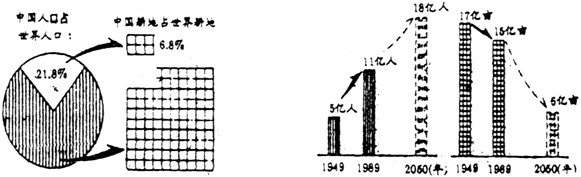 中国人口占
世界人口：
21.8%
中国耕地占世界耕地
6.8%
5亿人
11亿人
18亿人
1949
1989
2050(年)
17亿亩
15亿亩
6亿亩
1949
1989
2050(年)